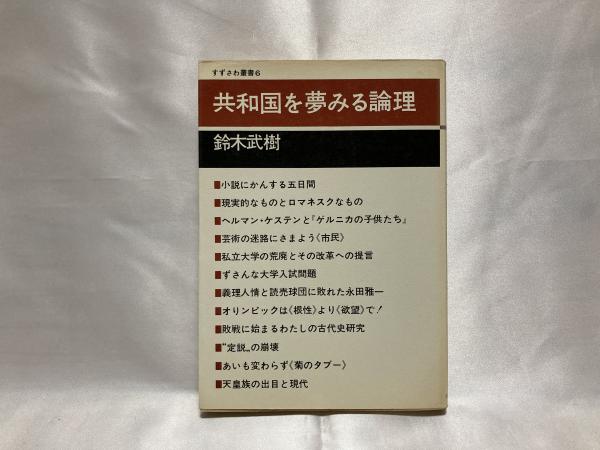 すずさわ叢書6
共和国を夢みる論理
鈴木武樹
■小説にかんする五日間
■現実的なものとロマネスクなもの
■ヘルマン・ケステンと『ゲルニカの子供たち』
■芸術の迷路にさまよう〈市民〉
■私立大学の荒廃とその改革への提言
■ずさんな大学入試問題
■義理人情と読売球団に敗れた永田雅一
■オリンピックは〈根性〉より〈欲望〉で!
■敗戦に始まるわたしの古代史研究
■“定説„の崩壊
■あいも変わらず〈菊のタブー〉
■天皇族の出目と現代